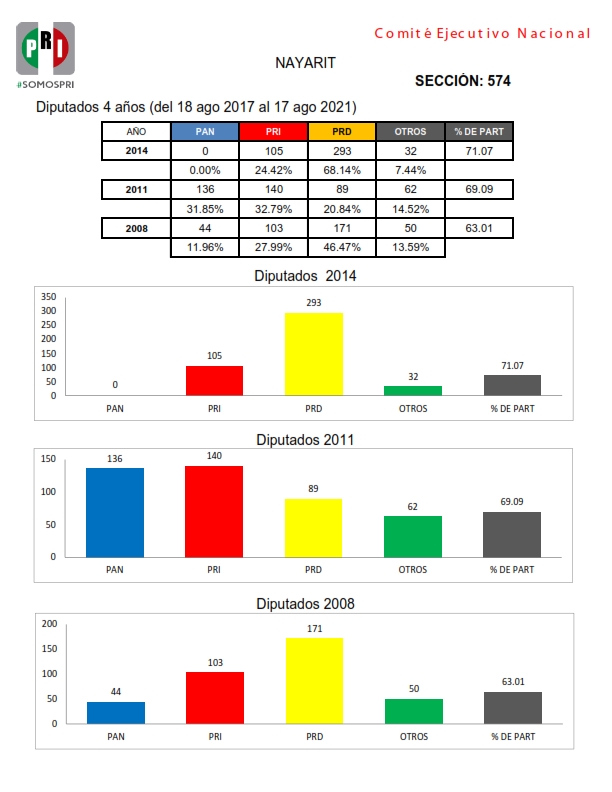 Comité Ejecutivo Nacional
PRI
#SOMOSPRI
NAYARIT
SECCIÓN: 574
Diputados 4 años (del 18 ago 2017 al 17 ago 2021)
AÑO PAN PRI PRD OTROS % DE PART
2014 0 105 293 32 71.07
0.00% 24.42% 68.14% 7.44%
2011 136 140 89 62 69.09
31.85% 32.79% 20.84% 14.52%
2008 44 103 171 50 63.01
11.96% 27.99% 46.47% 13.59%
Diputados 2014
350
300
250
200
150
100
50
0
0 105 293 32 71.07
PAN PRI PRD OTROS % DE PART
Diputados 2011
150
100
50
0
136 140 89 62 69.09
PAN PRI PRD OTROS % DE PART
Diputados 2008
200
150
100
50
0
44 103 171 50 63.01
PAN PRI PRD OTROS % DE PART